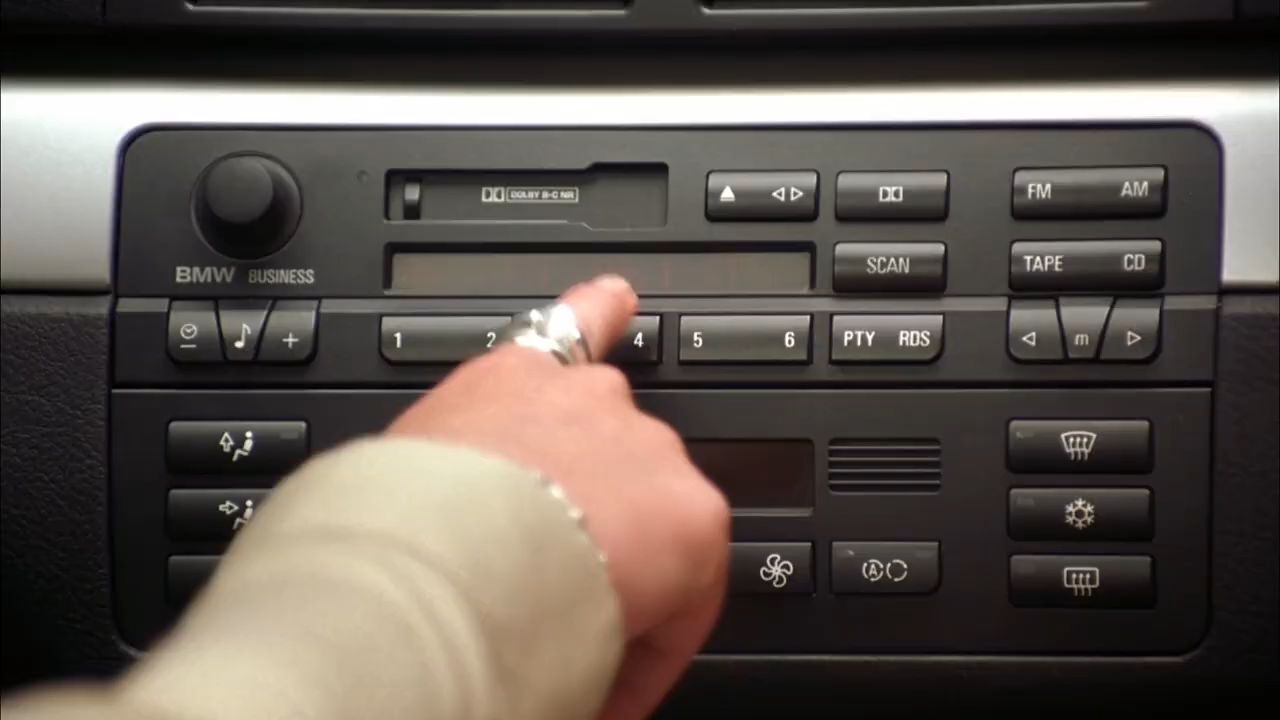 DOLBY B-C NR
FM AM
BMW BUSINESS
SCAN
TAPE CD
1 2 4 5 6
PTY RDS
m
A